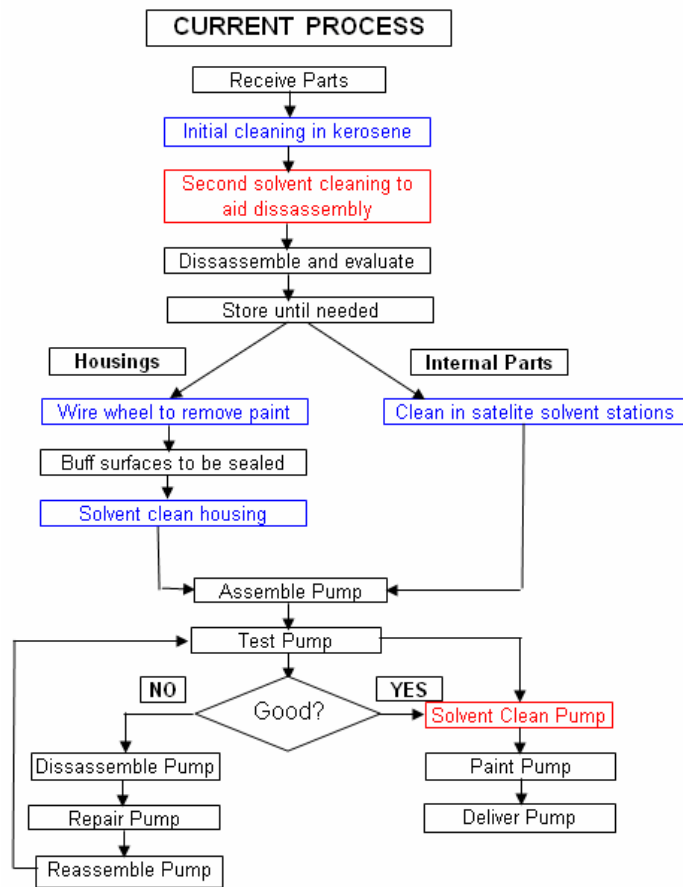 CURRENT PROCESS
Receive Parts
Initial cleaning in kerosene
Second solvent cleaning to
aid disassembly
Dissassemble and evaluate
Store until needed
Housings
Internal Parts
Wire wheel to remove paint
Clean in satelite solvent stations
Buff surfaces to be sealed
Solvent clean housing
Assemble Pump
Test Pump
NO
YES
Good?
Solvent Clean Pump
Dissassemble Pump
Paint Pump
Repair Pump
Deliver Pump
Reassemble Pump